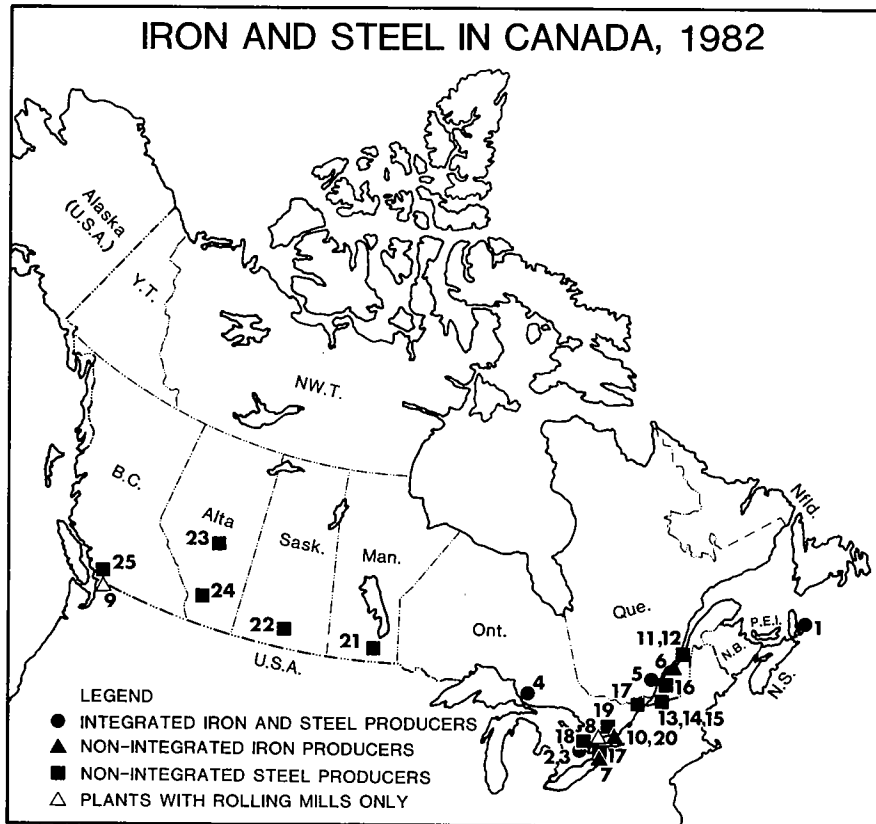 IRON AND STEEL IN CANADA, 1982
Alaska
(U.S.A.)
Y.T.
NW.T.
B.C.
Alta
Sask.
Man.
Ont.
Que.
Nfld.
P.E.I.
N.B.
N.S.
U.S.A.
25
9
23
24
22
21
4
11,12
6
5
16
17
13,14,15
19
8
18
10,20
2,3
17
7
1
LEGEND
INTEGRATED IRON AND STEEL PRODUCERS
NON-INTEGRATED IRON PRODUCERS
NON-INTEGRATED STEEL PRODUCERS
PLANTS WITH ROLLING MILLS ONLY